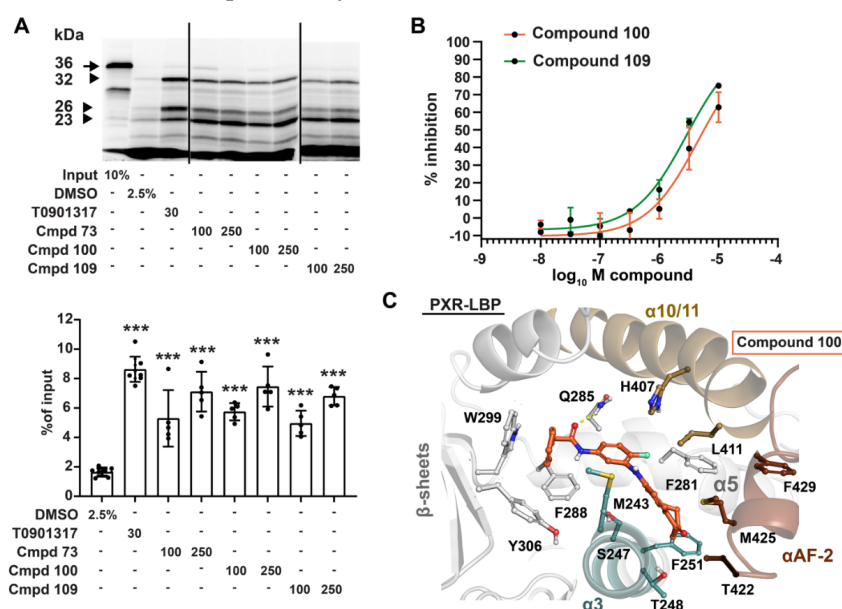 A
kDa
36
32
26
23
Input 10% - - - - - - - -
DMSO - 2.5% - - - - - - -
T0901317 - - 30 - - - - - -
Cmpd 73 - - - 100 250 - - - -
Cmpd 100 - - - - - 100 250 - -
Cmpd 109 - - - - - - - 100 250
B
Compound 100
Compound 109
% inhibition
100
90
80
70
60
50
40
30
20
10
0
-10
-9 -8 -7 -6 -5 -4 -2
log10 M compound
%of input
12
10
8
6
4
2
0
*** *** *** *** *** *** ***
DMSO 2.5% - - - - - - -
T0901317 - 30 - - - - - -
Cmpd 73 - - 100 250 - - - -
Cmpd 100 - - - - 100 250 - -
Cmpd 109 - - - - - - 100 250
C
PXR-LBP
α10/11
Compound 100
H407
Q285
W299
L411
F281
α5
F429
β-sheets
F288
M243
M425
Y306
S247
F251
αAF-2
T422
α3
T248